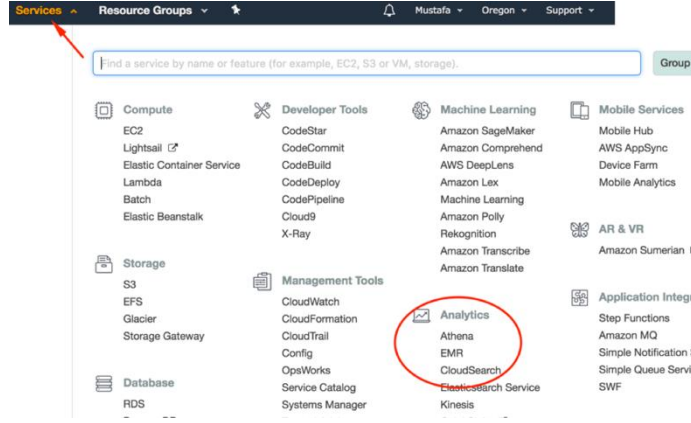 Services Resource Groups Mustafa Oregon Support
Find a service by name or feature (for example, EC2, S3 or VM, storage).
Group
Compute
EC2
Lightsail
Elastic Container Service
Lambda
Batch
Elastic Beanstalk
Storage
S3
EFS
Glacier
Storage Gateway
Database
RDS
Developer Tools
CodeStar
CodeCommit
CodeBuild
CodeDeploy
CodePipeline
Cloud9
X-Ray
Management Tools
CloudWatch
CloudFormation
CloudTrail
Config
OpsWorks
Service Catalog
Systems Manager
Machine Learning
Amazon SageMaker
Amazon Comprehend
AWS DeepLens
Amazon Lex
Machine Learning
Amazon Polly
Rekognition
Amazon Transcribe
Amazon Translate
Analytics
Athena
EMR
CloudSearch
Elasticsearch Service
Kinesis
Mobile Services
Mobile Hub
AWS AppSync
Device Farm
Mobile Analytics
AR & VR
Amazon Sumerian
Application Integr
Step Functions
Amazon MQ
Simple Notification
Simple Queue Servi
SWF